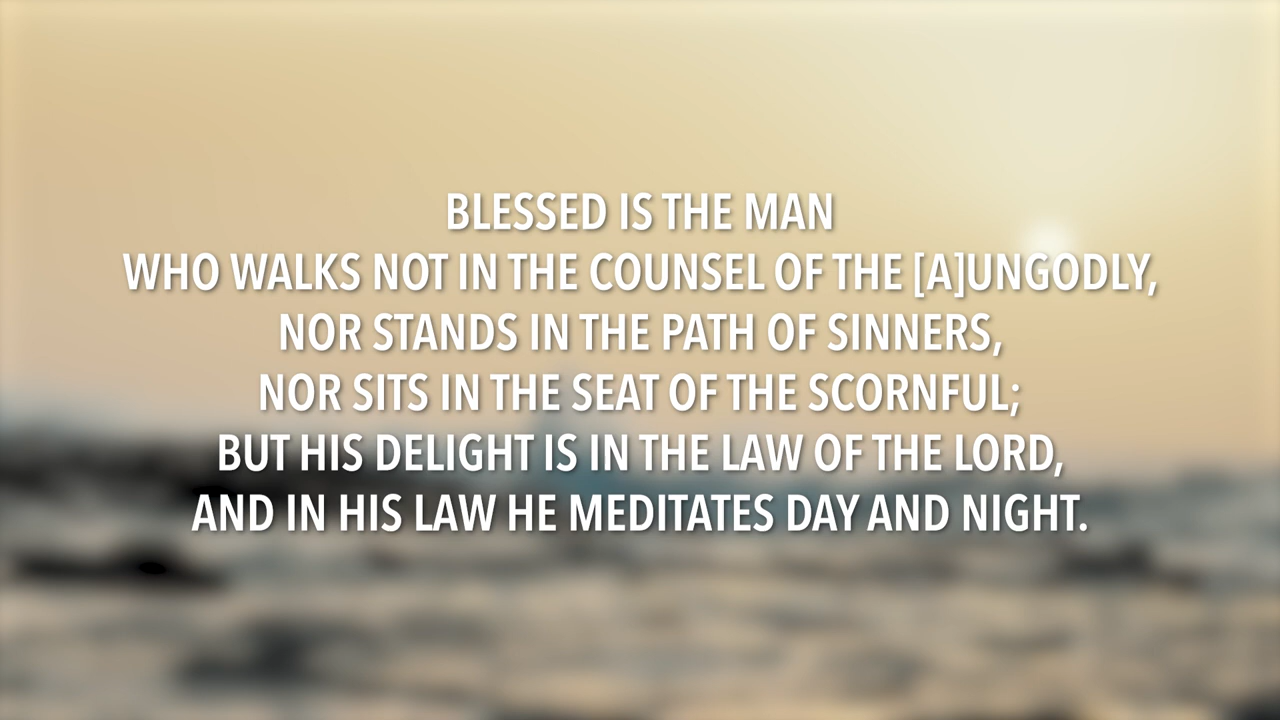 BLESSED IS THE MAN
WHO WALKS NOT IN THE COUNSEL OF THE [A]UNGODLY,
NOR STANDS IN THE PATH OF SINNERS,
NOR SITS IN THE SEAT OF THE SCORNFUL;
BUT HIS DELIGHT IS IN THE LAW OF THE LORD,
AND IN HIS LAW HE MEDITATES DAY AND NIGHT.